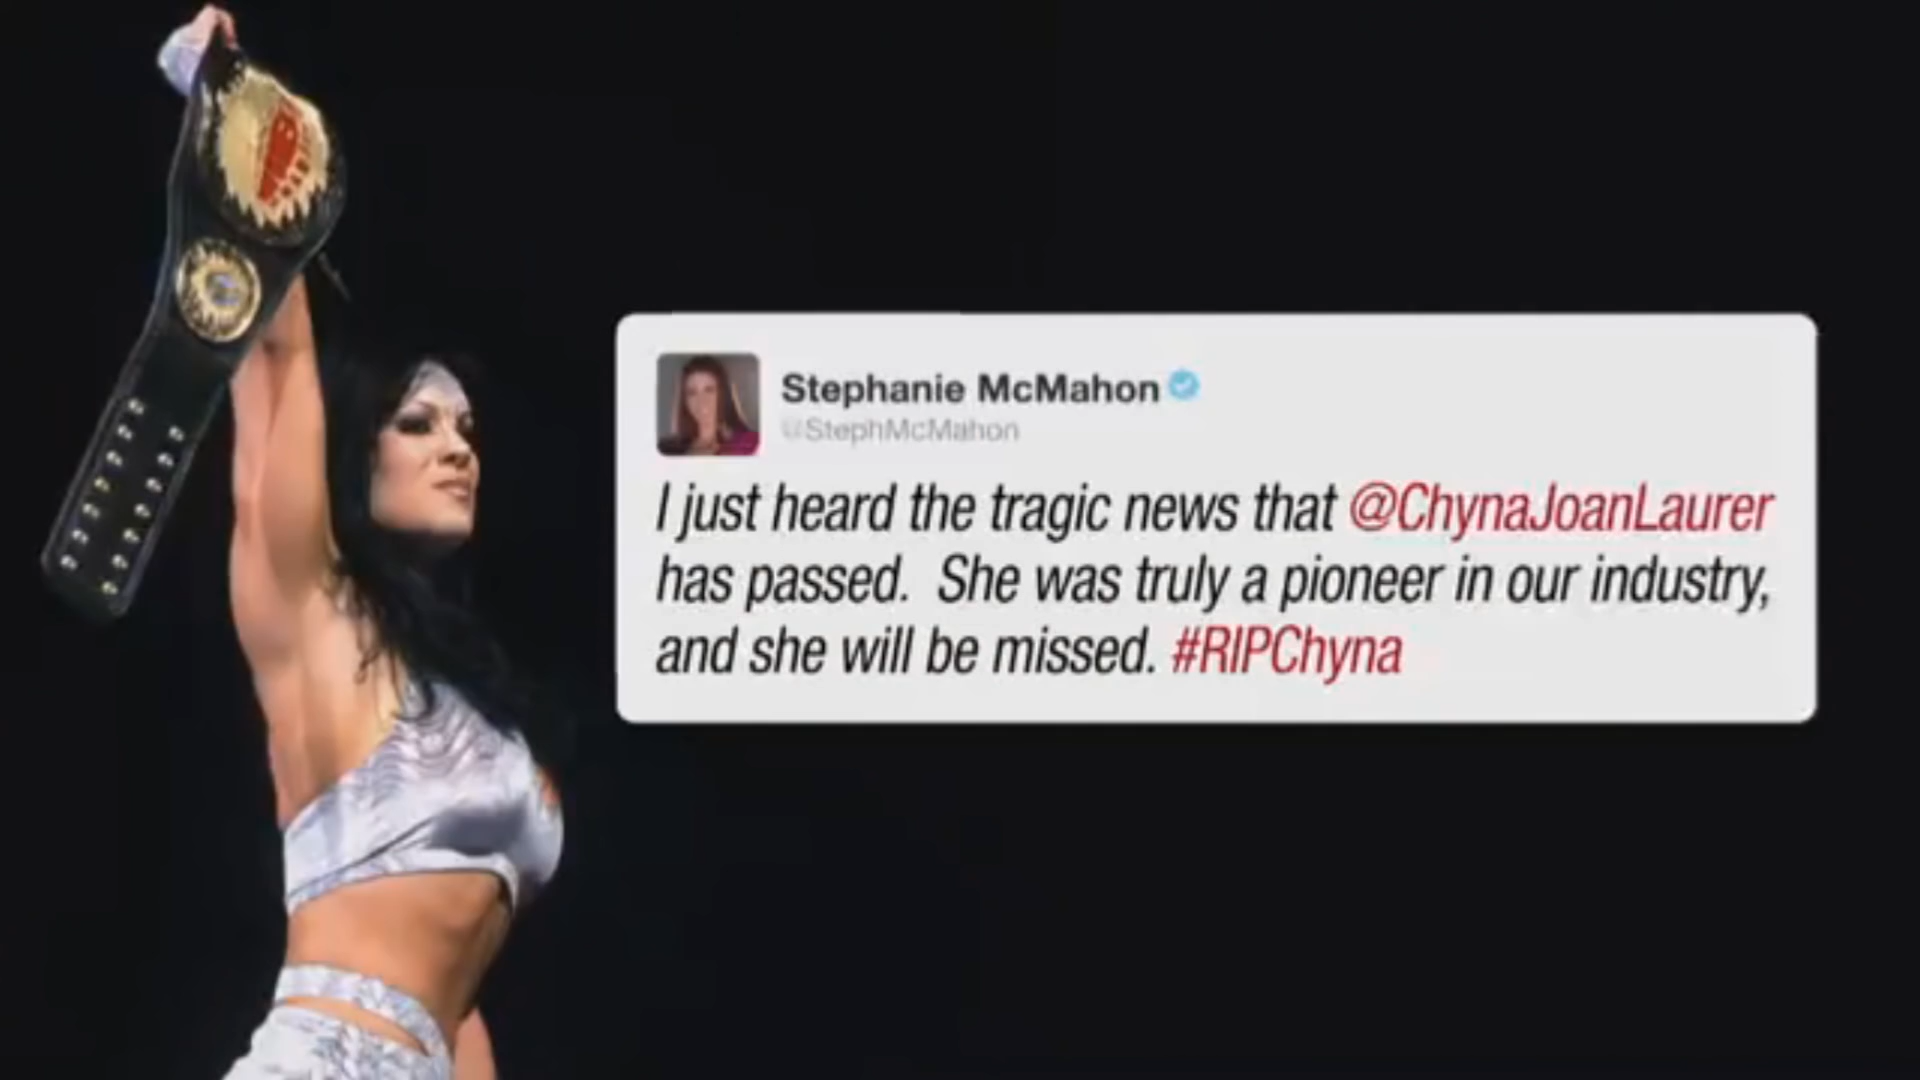 Stephanie McMahon
@StephMcMahon
I just heard the tragic news that @ChynaJoanLaurer
has passed. She was truly a pioneer in our industry,
and she will be missed. #RIPChyna